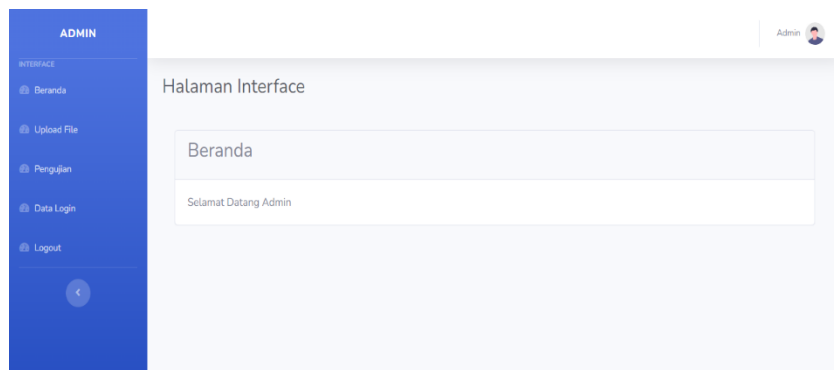 ADMIN
INTERFACE
Beranda
Upload File
Pengujian
Data Login
Logout
Admin
Halaman Interface
Beranda
Selamat Datang Admin